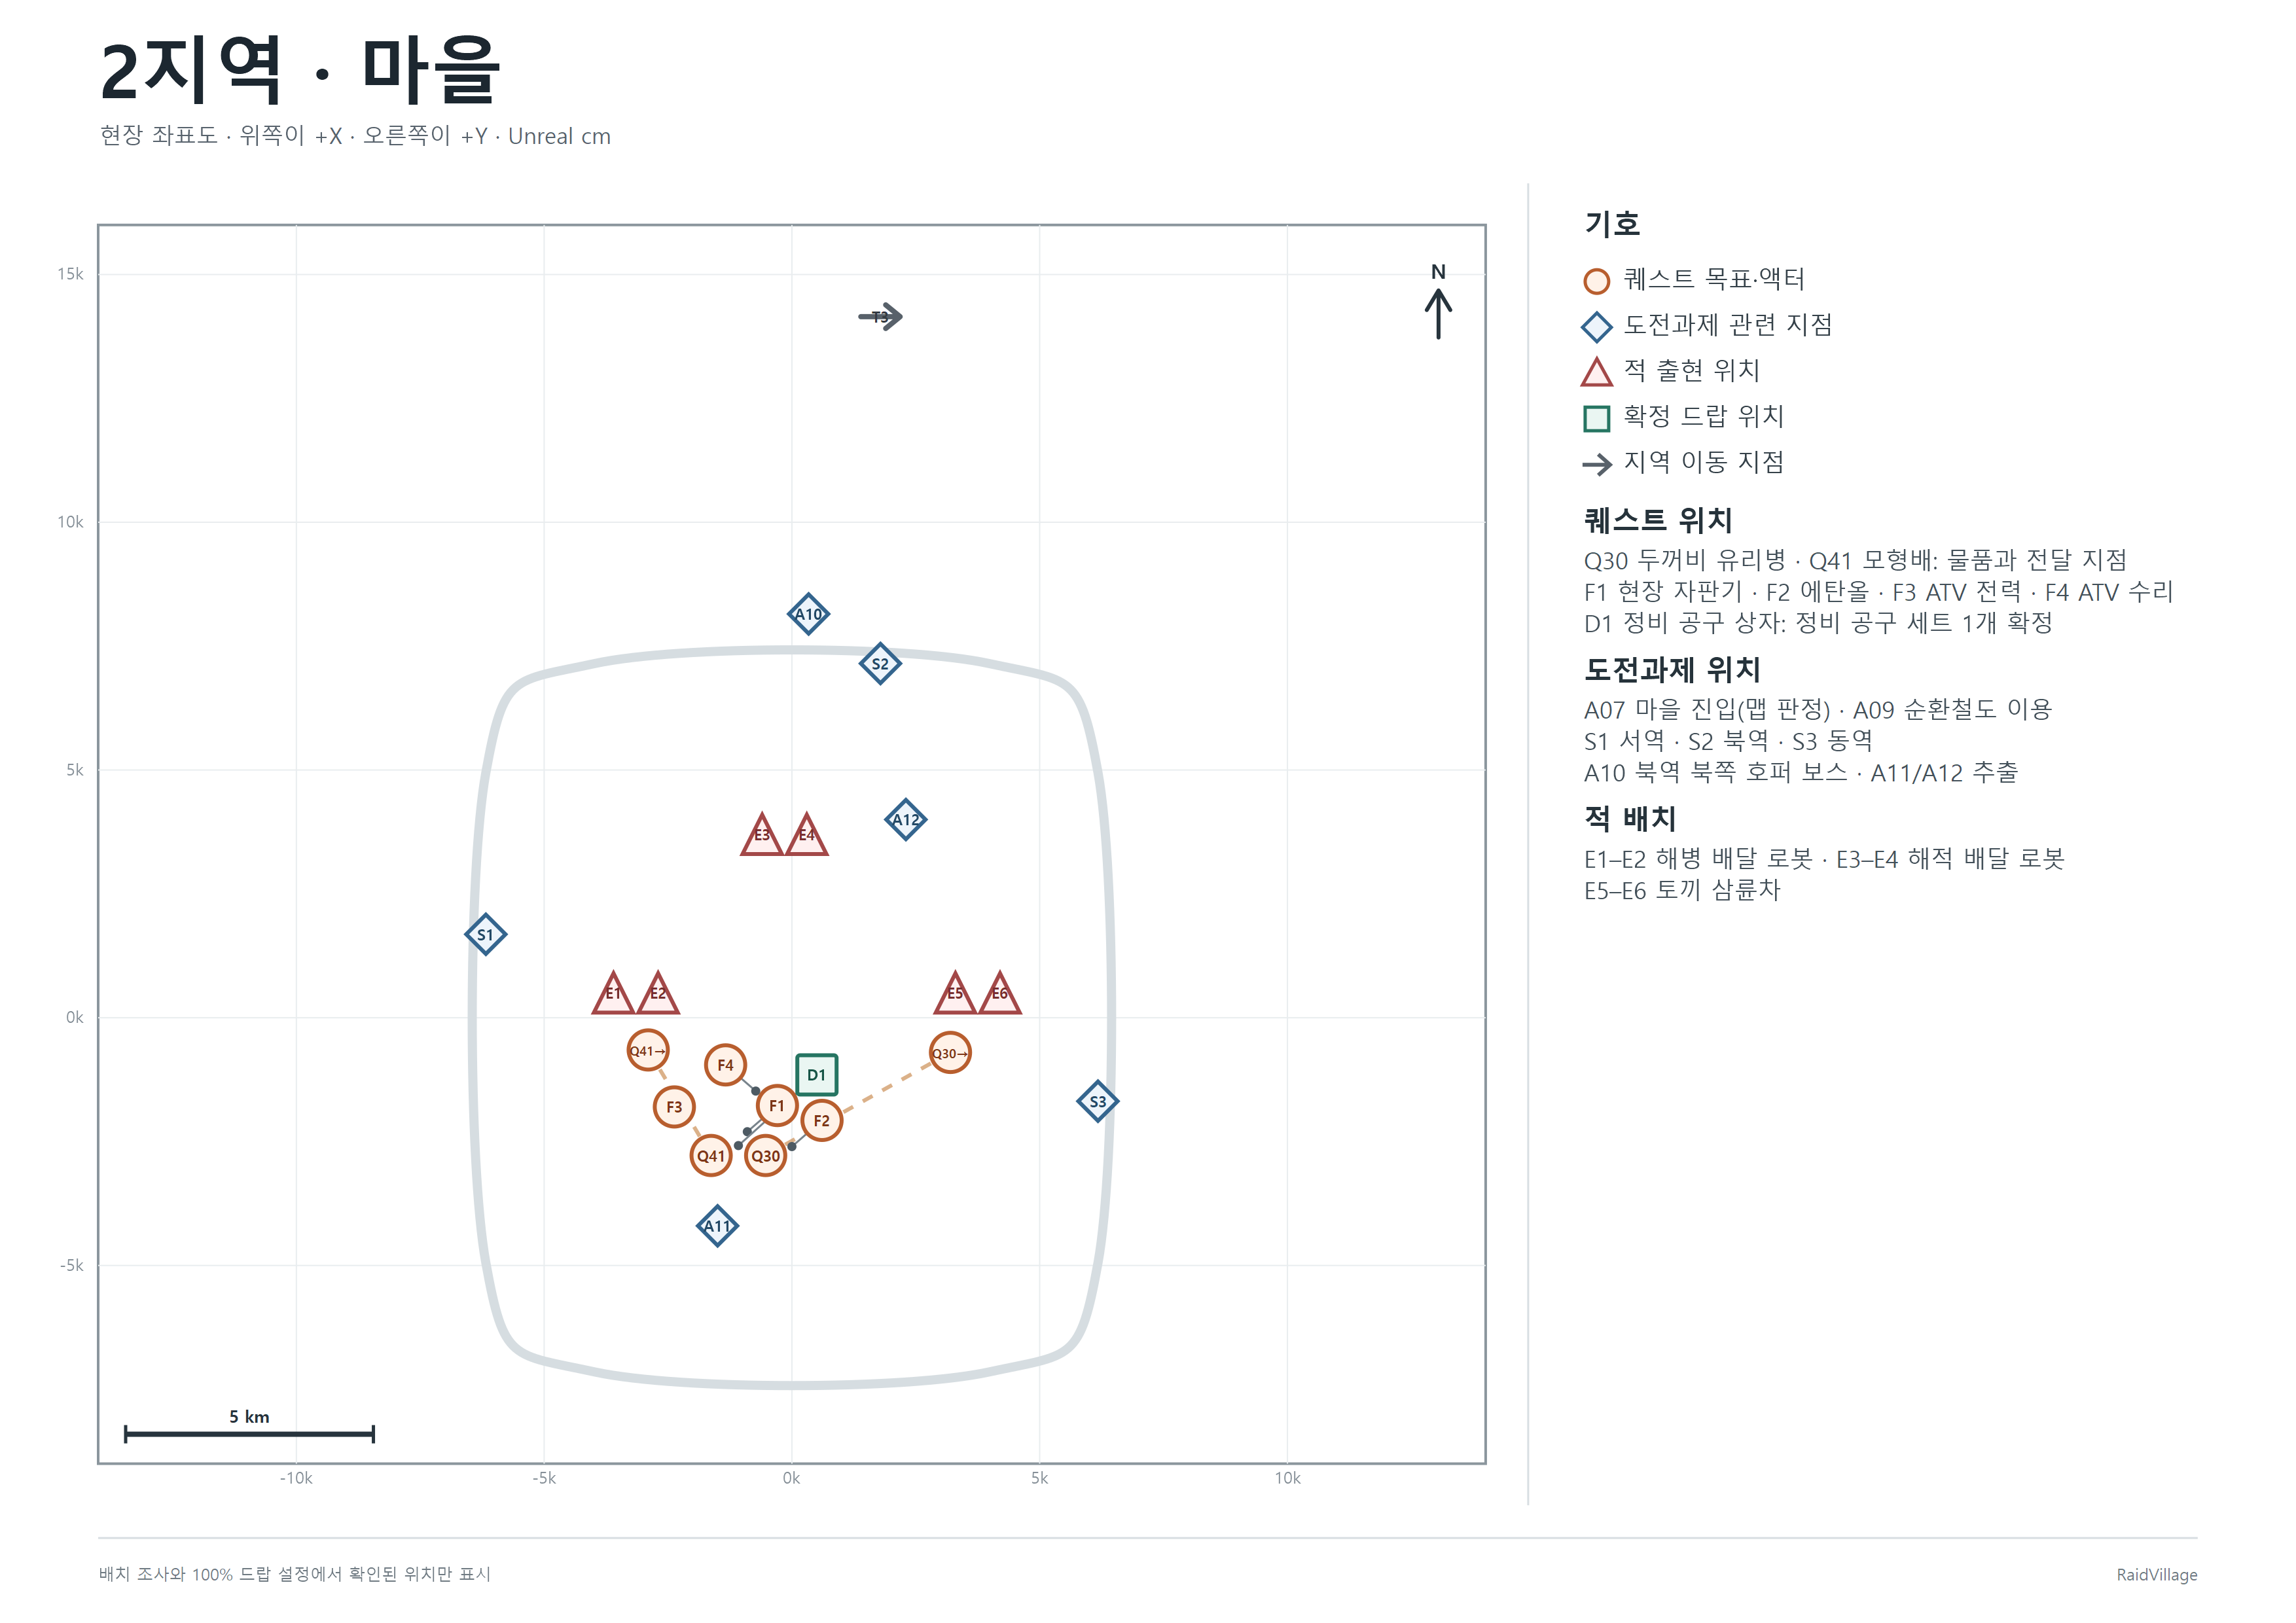 2지역 · 마을
현장 좌표도 · 위쪽이 +X · 오른쪽이 +Y · Unreal cm
15k
10k
5k
0k
-5k
-10k
-5k
0k
5k
10k
N
T3
A10
S2
A12
E3
E4
S1
E1
E2
E5
E6
Q41→
F4
D1
Q30→
F3
F1
F2
S3
Q41
Q30
A11
5 km
기호
퀘스트 목표·액터
도전과제 관련 지점
적 출현 위치
확정 드랍 위치
지역 이동 지점
퀘스트 위치
Q30 두꺼비 유리병 · Q41 모형배: 물품과 전달 지점
F1 현장 자판기 · F2 에탄올 · F3 ATV 전력 · F4 ATV 수리
D1 정비 공구 상자: 정비 공구 세트 1개 확정
도전과제 위치
A07 마을 진입(맵 판정) · A09 순환철도 이용
S1 서역 · S2 북역 · S3 동역
A10 북역 북쪽 호퍼 보스 · A11/A12 추출
적 배치
E1–E2 해병 배달 로봇 · E3–E4 해적 배달 로봇
E5–E6 토끼 삼륜차
배치 조사와 100% 드랍 설정에서 확인된 위치만 표시
RaidVillage